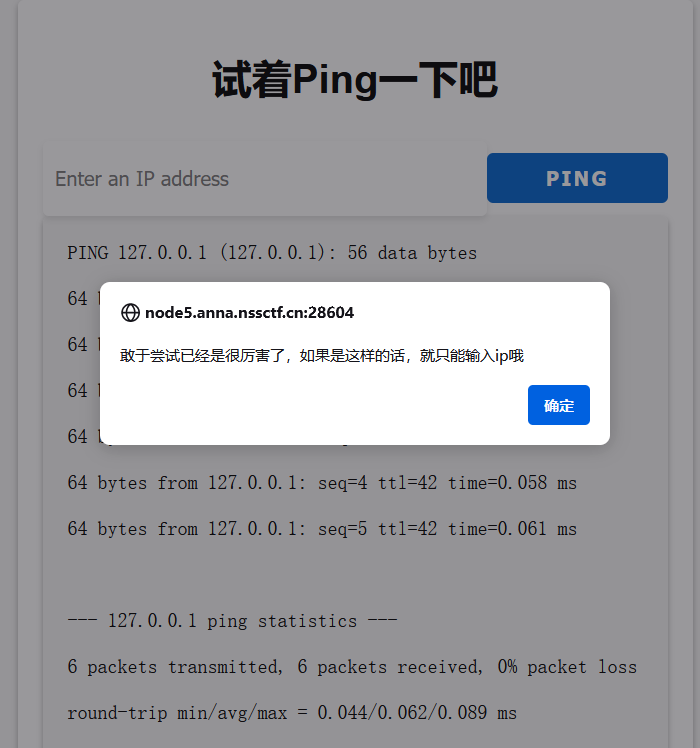 试着Ping一下吧
Enter an IP address
PING
PING 127.0.0.1 (127.0.0.1): 56 data bytes
64 b
node5.anna.nssctf.cn:28604
64 b
敢于尝试已经是很厉害了，如果是这样的话，就只能输入ip哦
64 b
确定
64 b
64 bytes from 127.0.0.1: seq=4 ttl=42 time=0.058 ms
64 bytes from 127.0.0.1: seq=5 ttl=42 time=0.061 ms
--- 127.0.0.1 ping statistics ---
6 packets transmitted, 6 packets received, 0% packet loss
round-trip min/avg/max = 0.044/0.062/0.089 ms